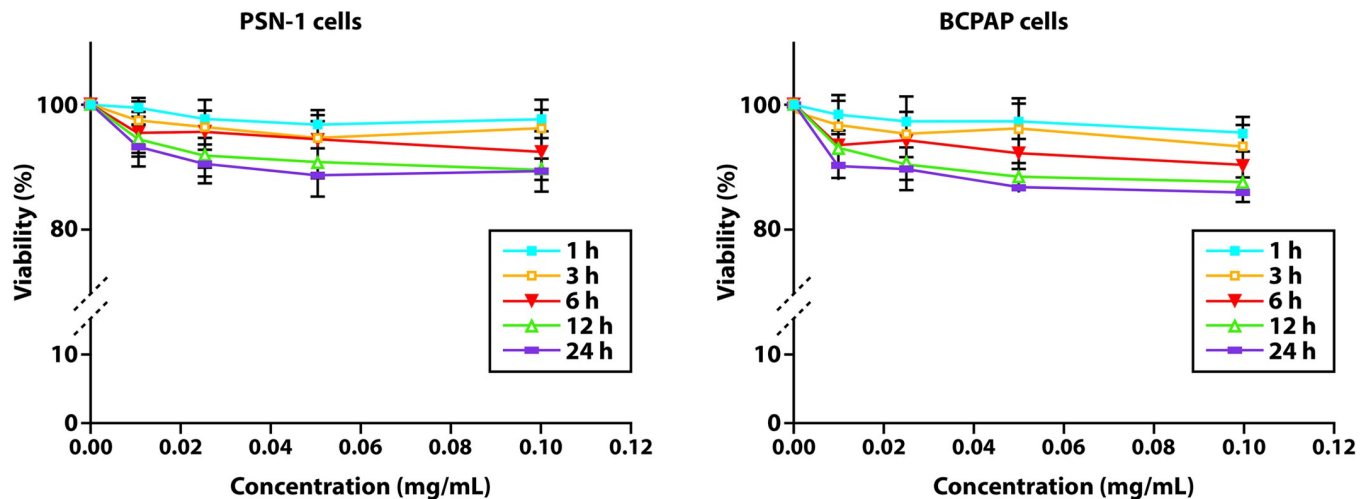 PSN-1 cells
Viability (%)
100
80
10
0
0.00 0.02 0.04 0.06 0.08 0.10 0.12
Concentration (mg/mL)
1 h
3 h
6 h
12 h
24 h
BCPAP cells
Viability (%)
100
80
10
0
0.00 0.02 0.04 0.06 0.08 0.10 0.12
Concentration (mg/mL)
1 h
3 h
6 h
12 h
24 h